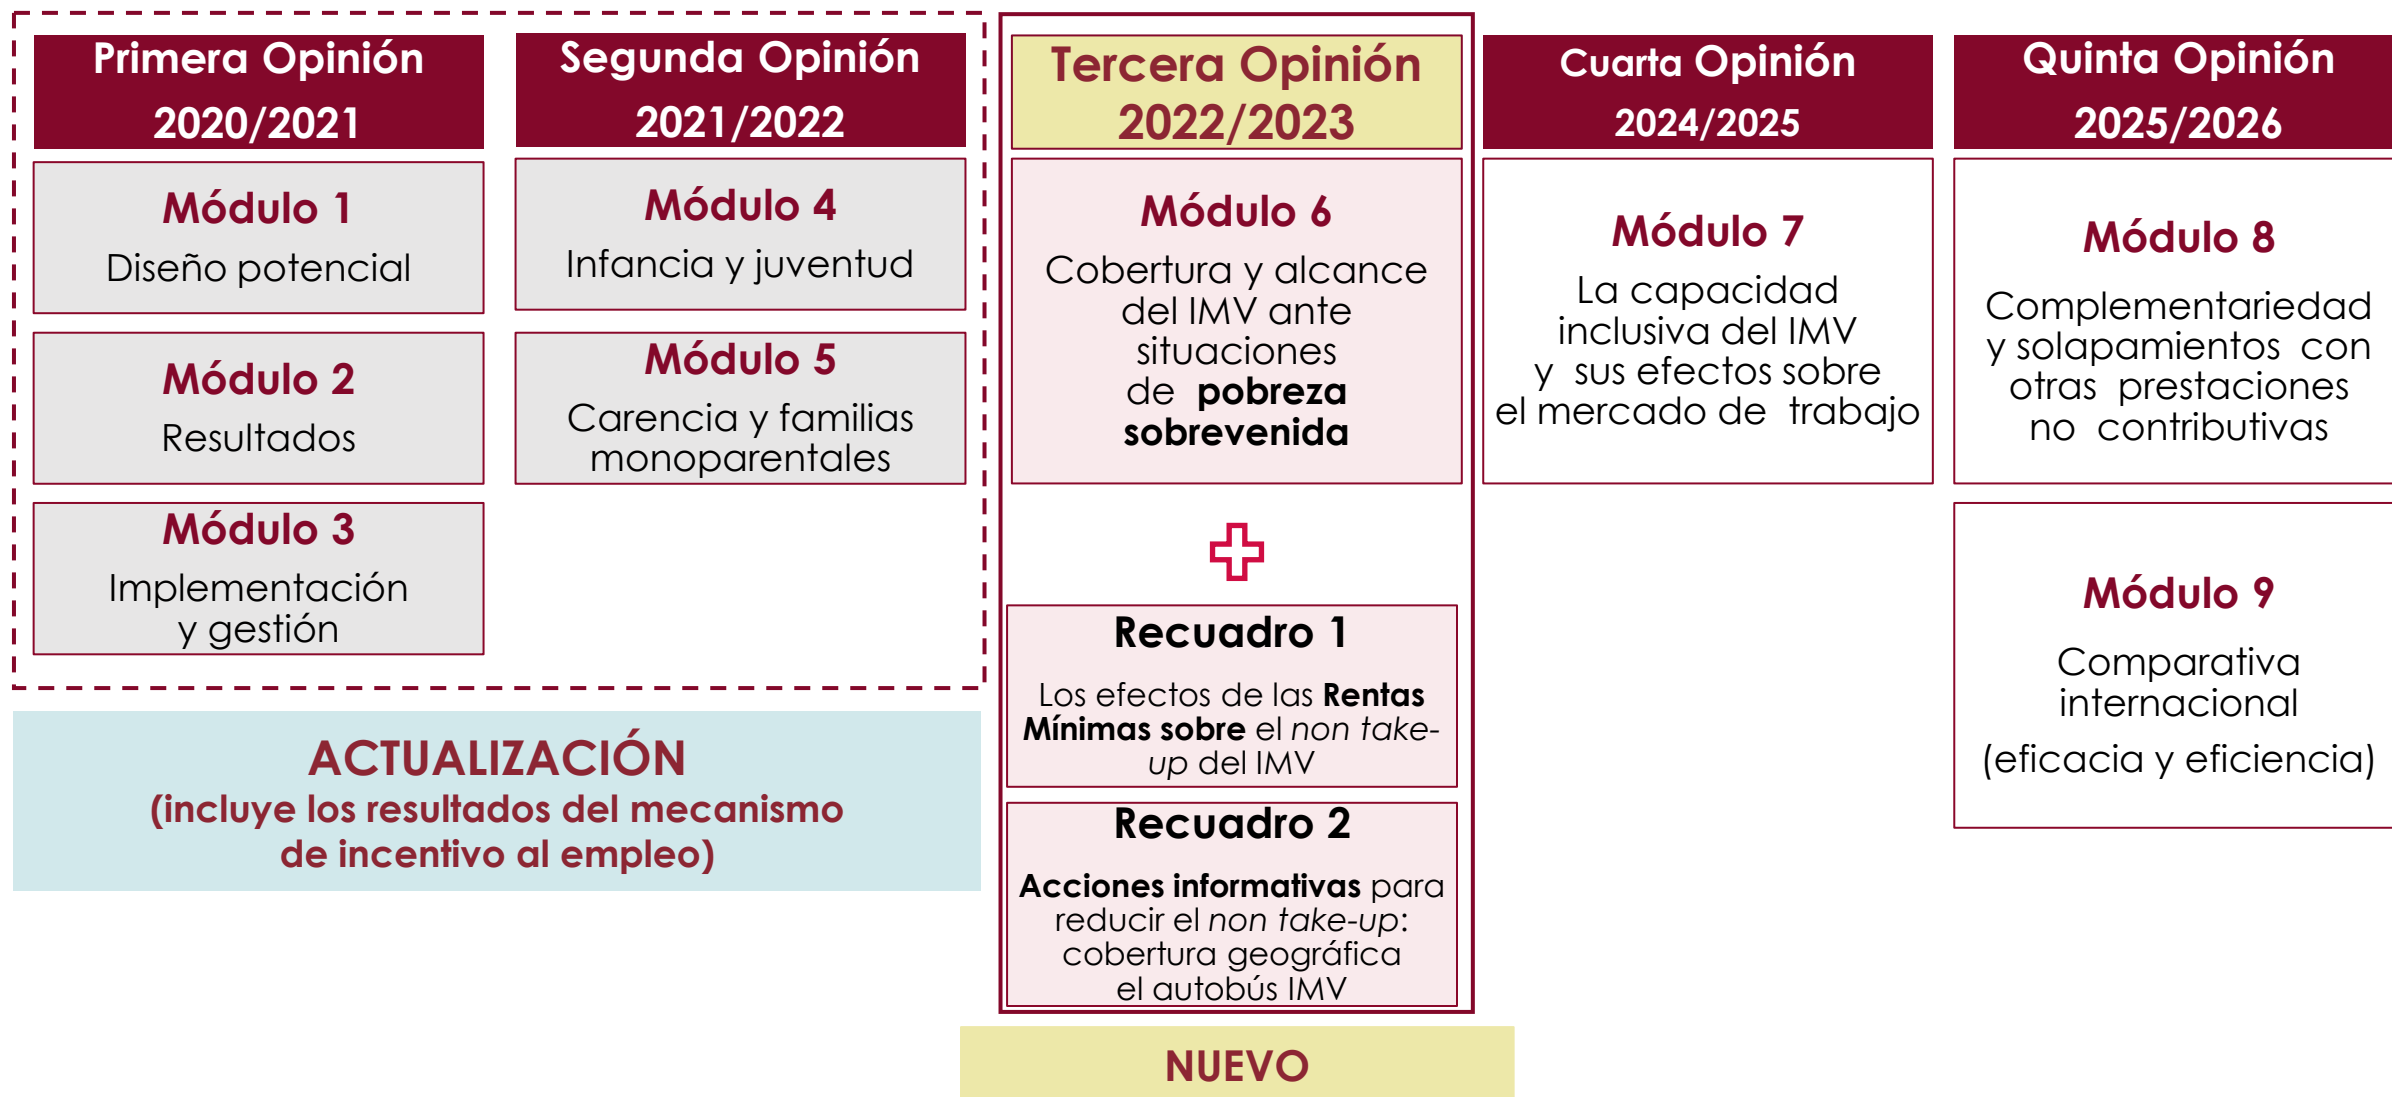 Primera Opinión
2020/2021
Módulo 1
Diseño potencial
Módulo 2
Resultados
Módulo 3
Implementación
y gestión
Segunda Opinión
2021/2022
Módulo 4
Infancia y juventud
Módulo 5
Carencia y familias
monoparentales
ACTUALIZACIÓN
(incluye los resultados del mecanismo
de incentivo al empleo)
Tercera Opinión
2022/2023
Módulo 6
Cobertura y alcance
del IMV ante
situaciones
de pobreza
sobrevenida
Recuadro 1
Los efectos de las Rentas
Mínimas sobre el non take-
up del IMV
Recuadro 2
Acciones informativas para
reducir el non take-up:
cobertura geográfica
el autobús IMV
NUEVO
Cuarta Opinión
2024/2025
Módulo 7
La capacidad
inclusiva del IMV
y sus efectos sobre
el mercado de trabajo
Quinta Opinión
2025/2026
Módulo 8
Complementariedad
y solapamientos con
otras prestaciones
no contributivas
Módulo 9
Comparativa
internacional
(eficacia y eficiencia)